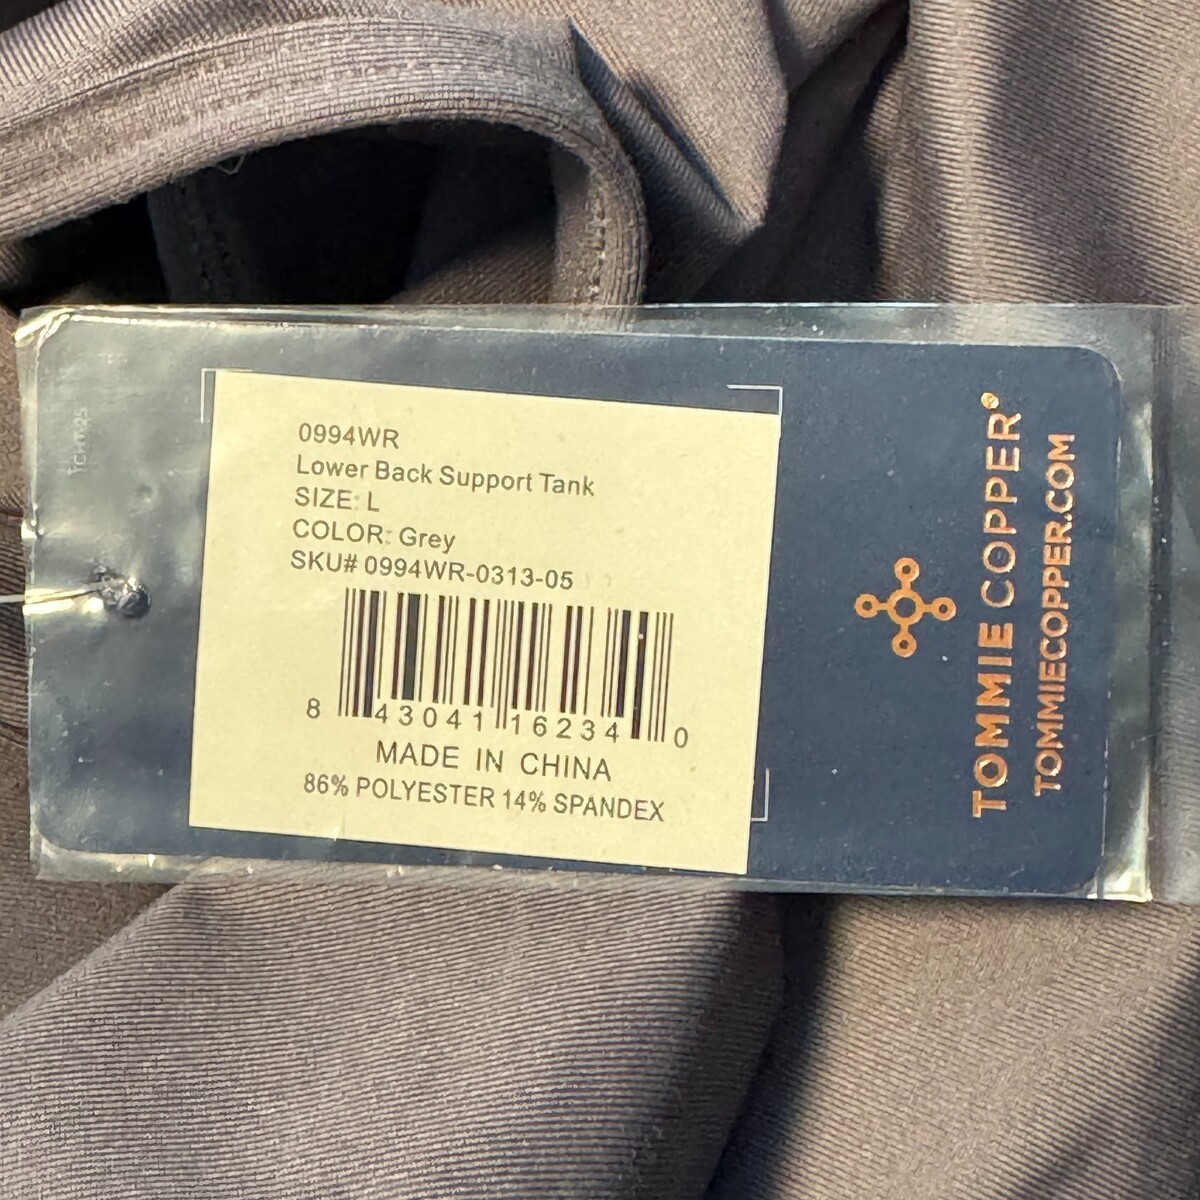 0994WR
Lower Back Support Tank
SIZE: L
COLOR: Grey
SKU# 0994WR-0313-05
8 43041 16234 0
MADE IN CHINA
86% POLYESTER 14% SPANDEX
TOMMIE COPPER®
TOMMIECOPPER.COM